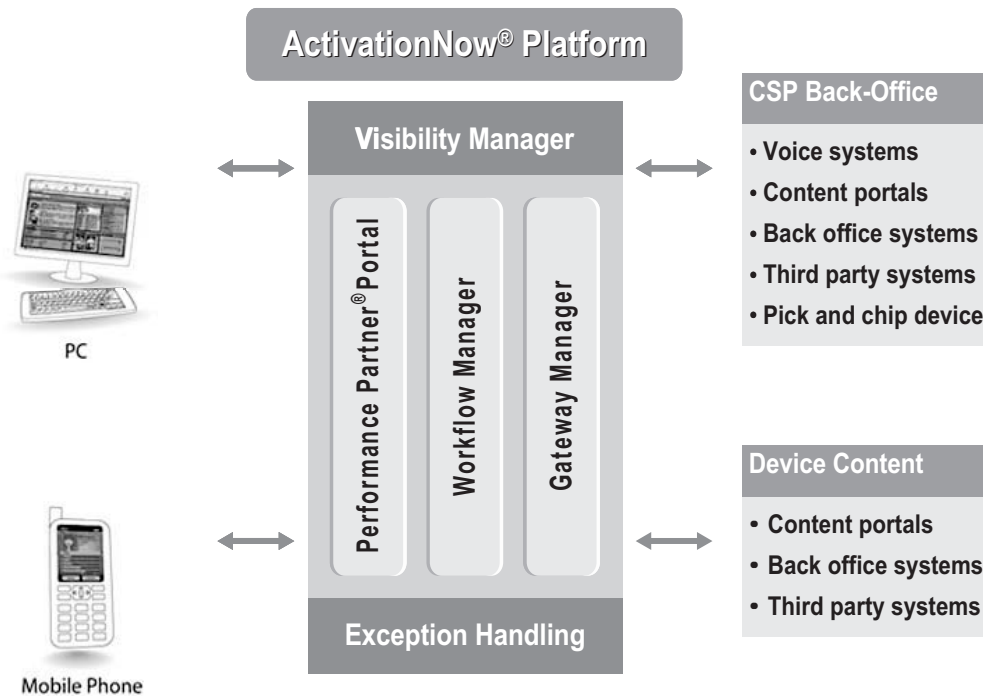 ActivationNow® Platform
PC
Mobile Phone
Visibility Manager
Performance Partner® Portal
Workflow Manager
Gateway Manager
Exception Handling
CSP Back-Office
• Voice systems
• Content portals
• Back office systems
• Third party systems
• Pick and chip device
Device Content
• Content portals
• Back office systems
• Third party systems